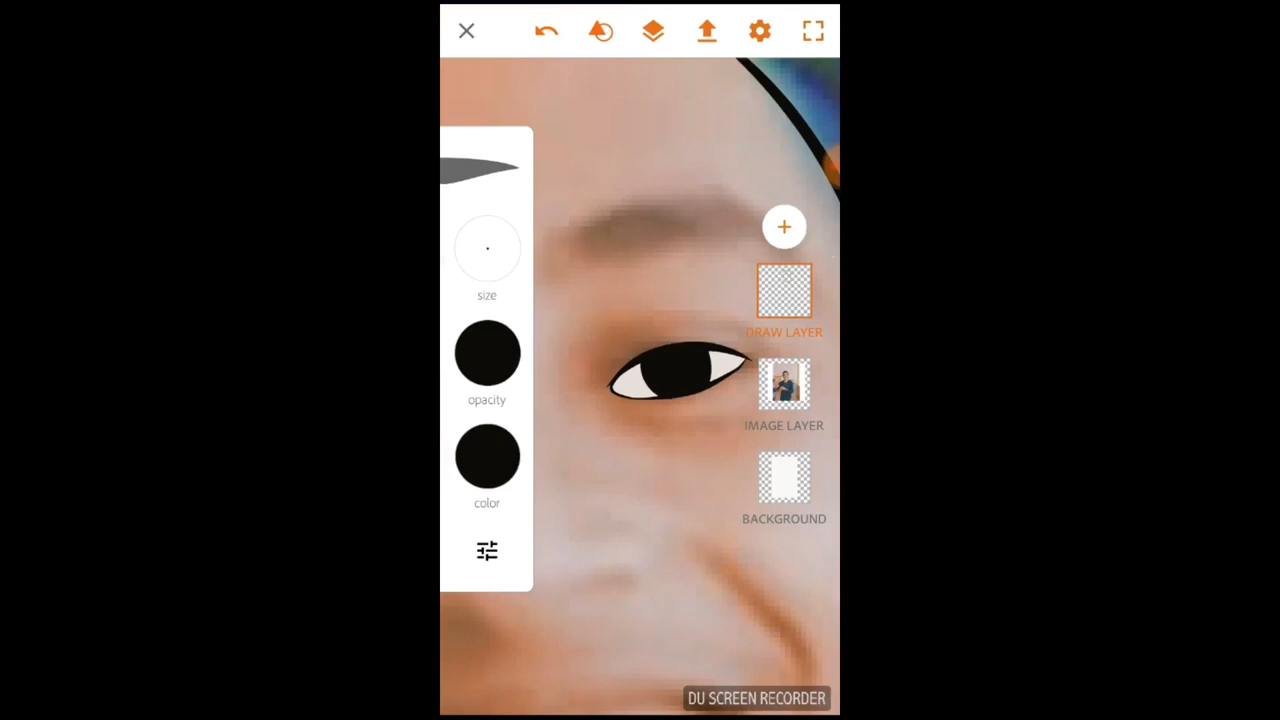 size
DRAW LAYER
opacity
IMAGE LAYER
color
BACKGROUND
DU SCREEN RECORDER